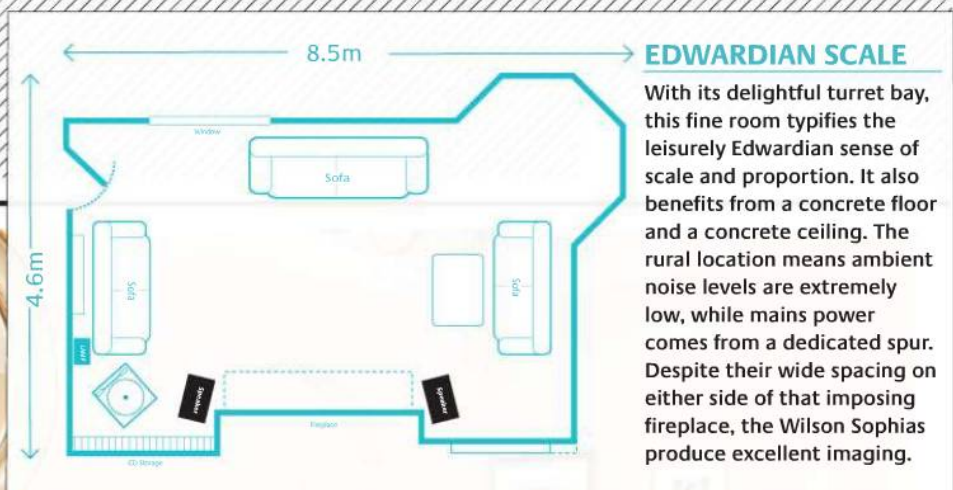 8.5m
EDWARDIAN SCALE
With its delightful turret bay,
this fine room typifies the
leisurely Edwardian sense of
scale and proportion. It also
benefits from a concrete floor
and a concrete ceiling. The
rural location means ambient
noise levels are extremely
low, while mains power
comes from a dedicated spur.
Despite their wide spacing on
either side of that imposing
fireplace, the Wilson Sophias
produce excellent imaging.
4.6m
Window
Sofa
Sofa
Sofa
Speaker
Speaker
Fireplace
CD Storage